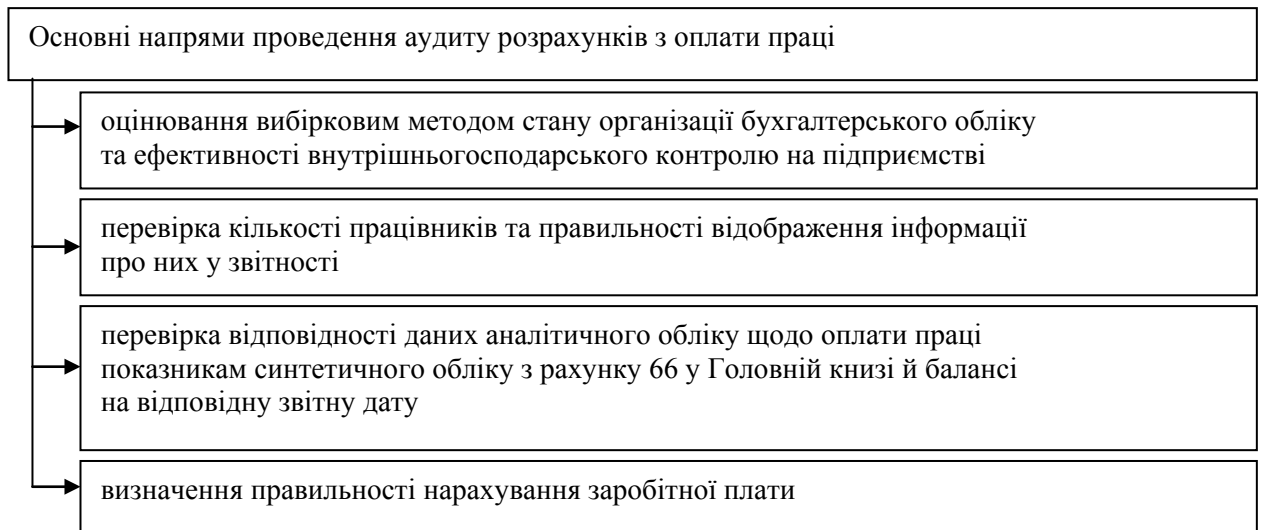 Основні напрями проведення аудиту розрахунків з оплати праці
оцінювання вибірковим методом стану організації бухгалтерського обліку
та ефективності внутрішньогосподарського контролю на підприємстві
перевірка кількості працівників та правильності відображення інформації
про них у звітності
перевірка відповідності даних аналітичного обліку щодо оплати праці
показникам синтетичного обліку з рахунку 66 у Головній книзі й балансі
на відповідну звітну дату
визначення правильності нарахування заробітної плати